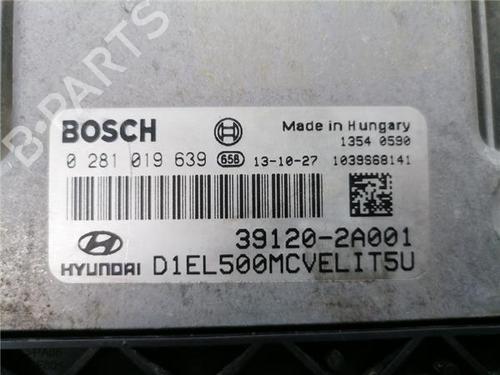 B-PARTS
BOSCH
Made in Hungary
1354 0590
0 281 019 639 658 13-10-27 1039S68141
39120-2A001
HYUNDAI D1EL500MCVELIT5U